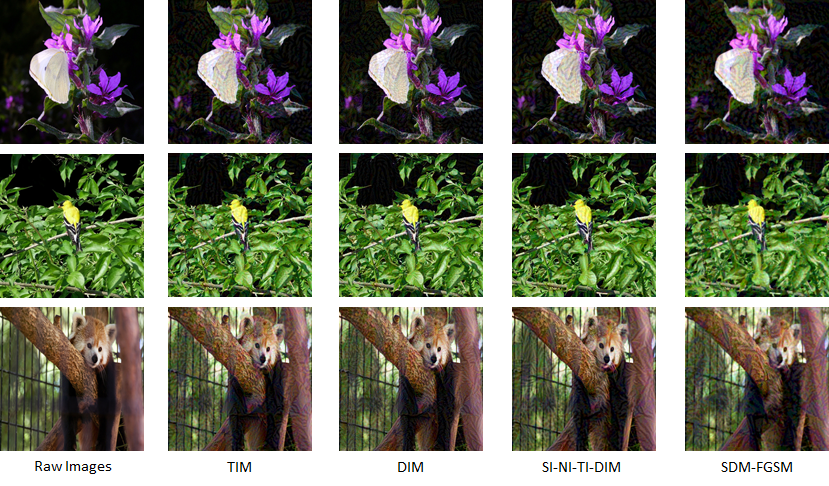 Raw Images
TIM
DIM
SI-NI-TI-DIM
SDM-FGSM